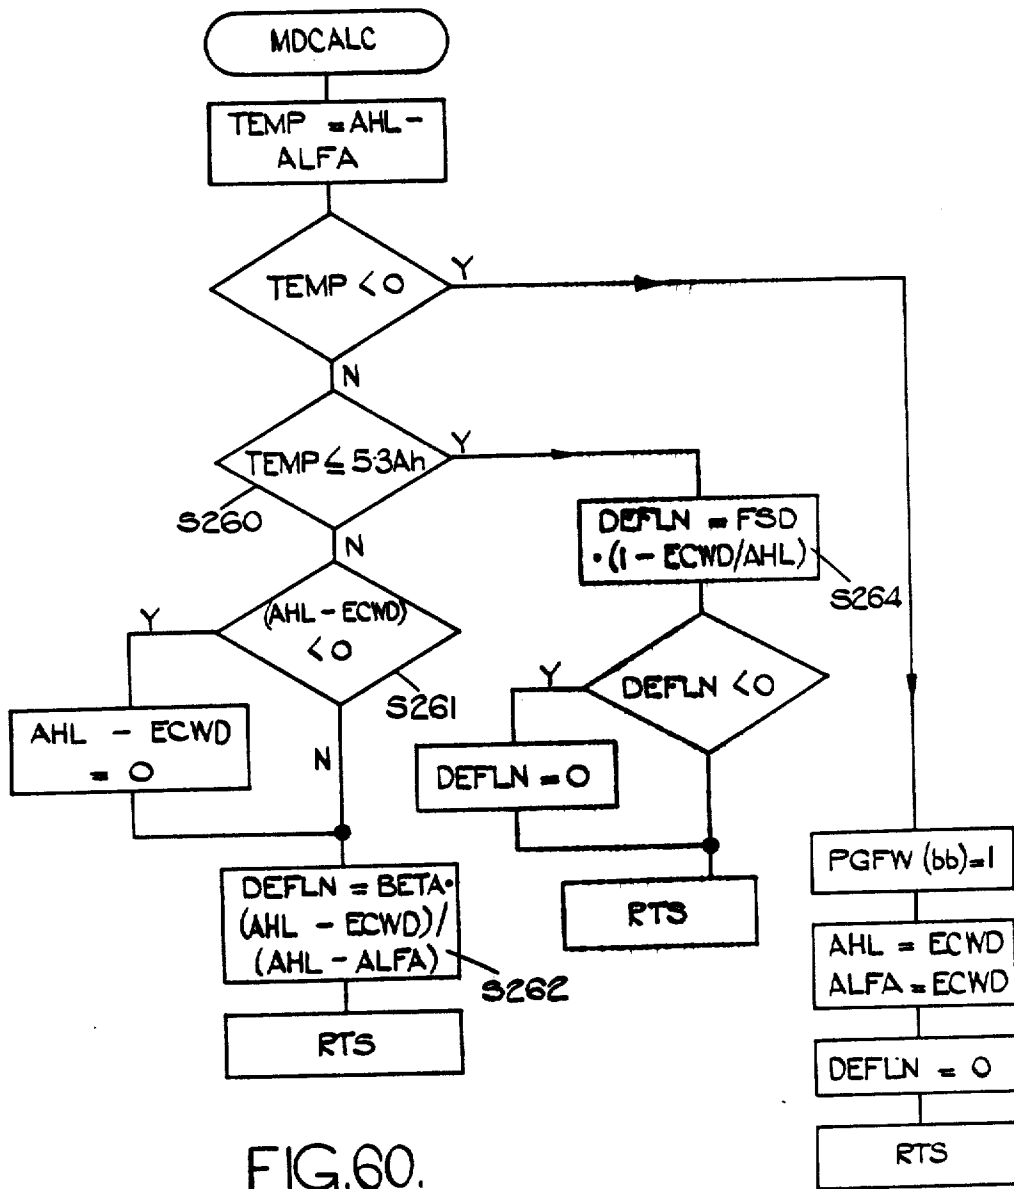 MDCALC
TEMP = AHL -
ALFA
TEMP < 0
Y
N
TEMP ≦ 5·3Ah
Y
S260
N
DEFLN = FSD
·(1 - ECWD/AHL)
S264
(AHL - ECWD)
< 0
Y
S261
N
AHL - ECWD
= 0
DEFLN < 0
Y
DEFLN = 0
RTS
DEFLN = BETA·
(AHL - ECWD)/
(AHL - ALFA)
S262
RTS
PGFW (bb)=1
AHL = ECWD
ALFA = ECWD
DEFLN = 0
RTS
FIG.60.